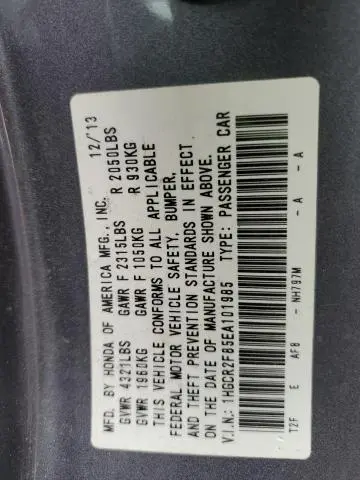 MFD. BY HONDA OF AMERICA MFG., INC. 12/'13
GVWR 4321LBS GAWR F 2315LBS R 2050LBS
GVWR 1960KG GAWR F 1050KG R 930KG
THIS VEHICLE CONFORMS TO ALL APPLICABLE
FEDERAL MOTOR VEHICLE SAFETY, BUMPER,
AND THEFT PREVENTION STANDARDS IN EFFECT
ON THE DATE OF MANUFACTURE SHOWN ABOVE.
V.I.N.: 1HGCR2F85EA101965 TYPE: PASSENGER CAR
T2F E AF8 - NH797M - A - A